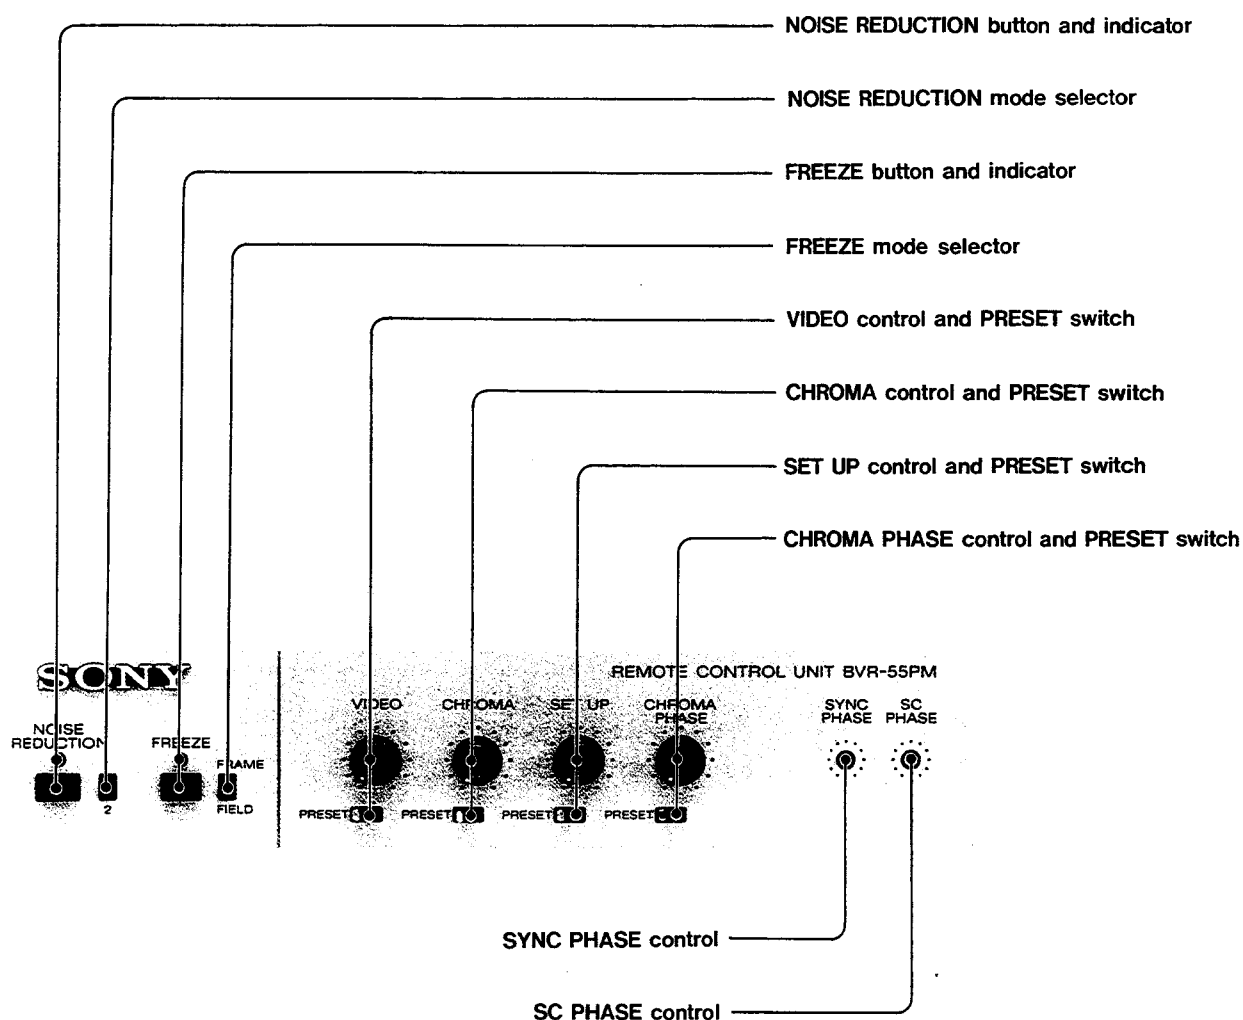 NOISE REDUCTION button and indicator
NOISE REDUCTION mode selector
FREEZE button and indicator
FREEZE mode selector
VIDEO control and PRESET switch
CHROMA control and PRESET switch
SET UP control and PRESET switch
CHROMA PHASE control and PRESET switch
SONY
REMOTE CONTROL UNIT BVR-55PM
VIDEO
CHROMA
SET UP
CHROMA
PHASE
SYNC
PHASE
SC
PHASE
NOISE
REDUCTION
FREEZE
FRAME
2
FIELD
PRESET
PRESET
PRESET
PRESET
SYNC PHASE control
SC PHASE control